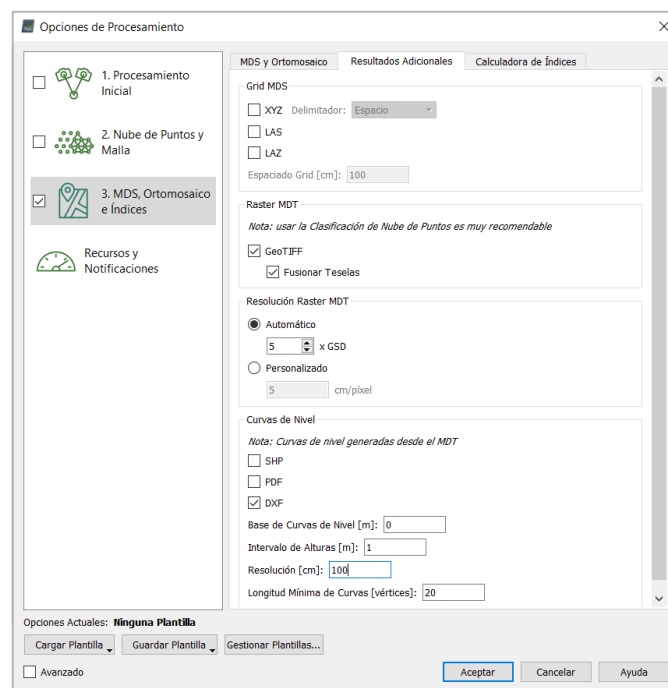 Opciones de Procesamiento
1. Procesamiento
Inicial
2. Nube de Puntos y
Malla
3. MDS, Ortomosaico
e Índices
Recursos y
Notificaciones
MDS y Ortomosaico
Resultados Adicionales
Calculadora de Índices
Grid MDS
XYZ Delimitador: Espacio
LAS
LAZ
Espaciado Grid [cm]: 100
Raster MDT
Nota: usar la Clasificación de Nube de Puntos es muy recomendable
GeoTIFF
Fusionar Teselas
Resolución Raster MDT
Automático
5 x GSD
Personalizado
5 cm/píxel
Curvas de Nivel
Nota: Curvas de nivel generadas desde el MDT
SHP
PDF
DXF
Base de Curvas de Nivel [m]: 0
Intervalo de Alturas [m]: 1
Resolución [cm]: 100
Longitud Mínima de Curvas [vértices]: 20
Opciones Actuales: Ninguna Plantilla
Cargar Plantilla Guardar Plantilla Gestionar Plantillas...
Avanzado
Aceptar Cancelar Ayuda